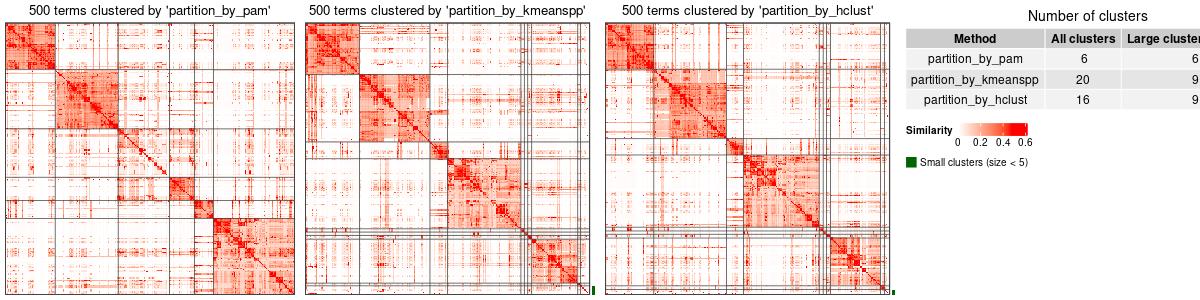 500 terms clustered by 'partition_by_pam'
500 terms clustered by 'partition_by_kmeanspp'
500 terms clustered by 'partition_by_hclust'
Number of clusters
Method All clusters Large cluster
partition_by_pam 6 6
partition_by_kmeanspp 20 9
partition_by_hclust 16 9
Similarity
0 0.2 0.4 0.6
Small clusters (size < 5)